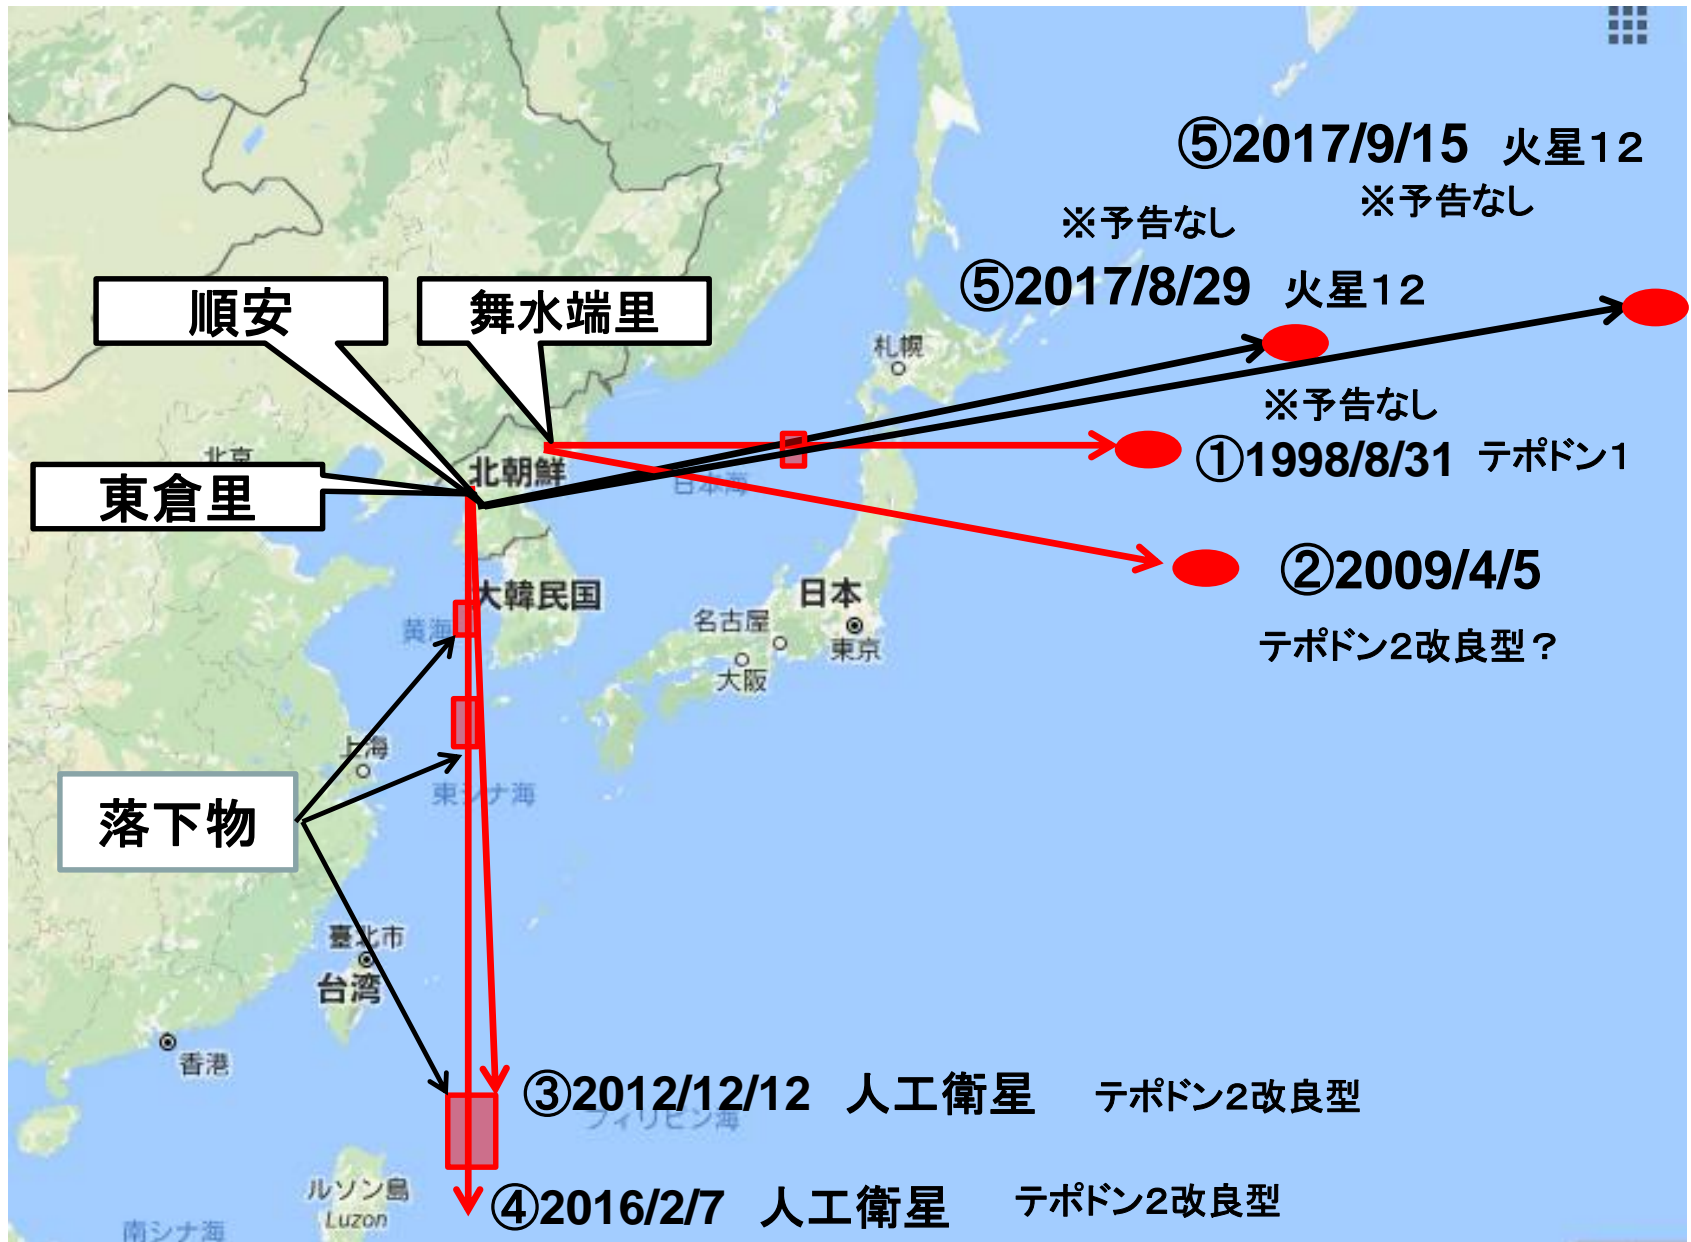 ⑤2017/9/15 火星12
※予告なし
※予告なし
⑤2017/8/29 火星12
順安
舞水端里
札幌
※予告なし
①1998/8/31 テポドン1
北京
東倉里
北朝鮮
日本海
②2009/4/5
テポドン2改良型?
大韓民国
日本
黄海
名古屋
東京
大阪
上海
東シナ海
落下物
臺北市
台湾
香港
③2012/12/12 人工衛星 テポドン2改良型
フィリピン海
ルソン島
Luzon
④2016/2/7 人工衛星 テポドン2改良型
南シナ海